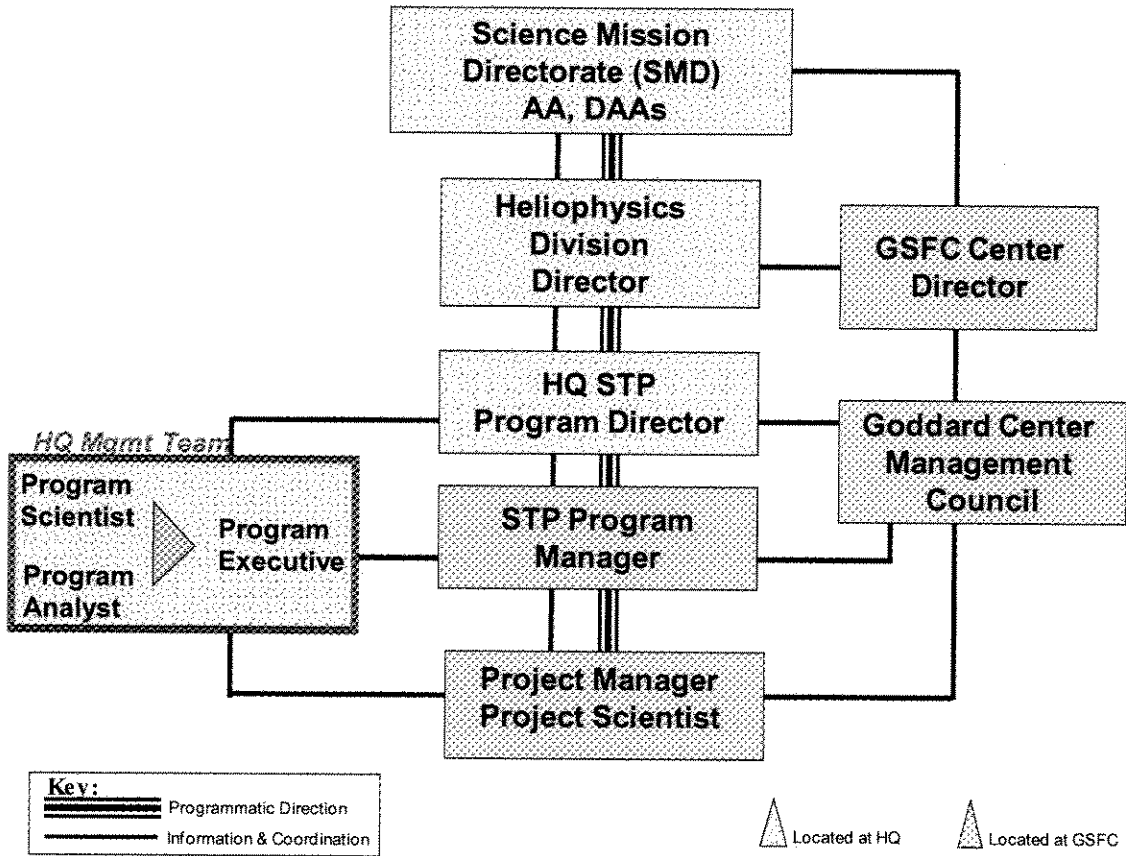 Science Mission
Directorate (SMD)
AA, DAAs
Heliophysics
Division
Director
GSFC Center
Director
HQ STP
Program Director
Goddard Center
Management
Council
HQ Mgmt Team
Program
Scientist
Program
Executive
Program
Analyst
STP Program
Manager
Project Manager
Project Scientist
Key:
Programmatic Direction
Information & Coordination
Located at HQ
Located at GSFC